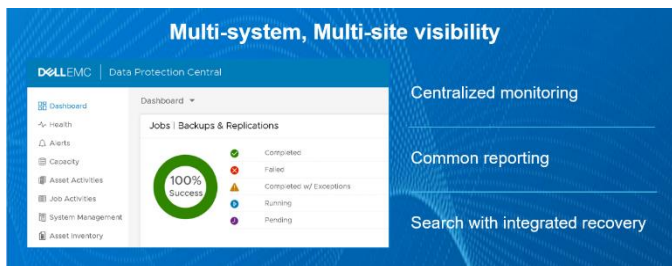 Multi-system, Multi-site visibility
DELLEMC | Data Protection Central
Dashboard
Health
Alerts
Capacity
Asset Activities
Job Activities
System Management
Asset Inventory
Dashboard
Jobs | Backups & Replications
100%
Success
Completed
Failed
Completed w/ Exceptions
Running
Pending
Centralized monitoring
Common reporting
Search with integrated recovery